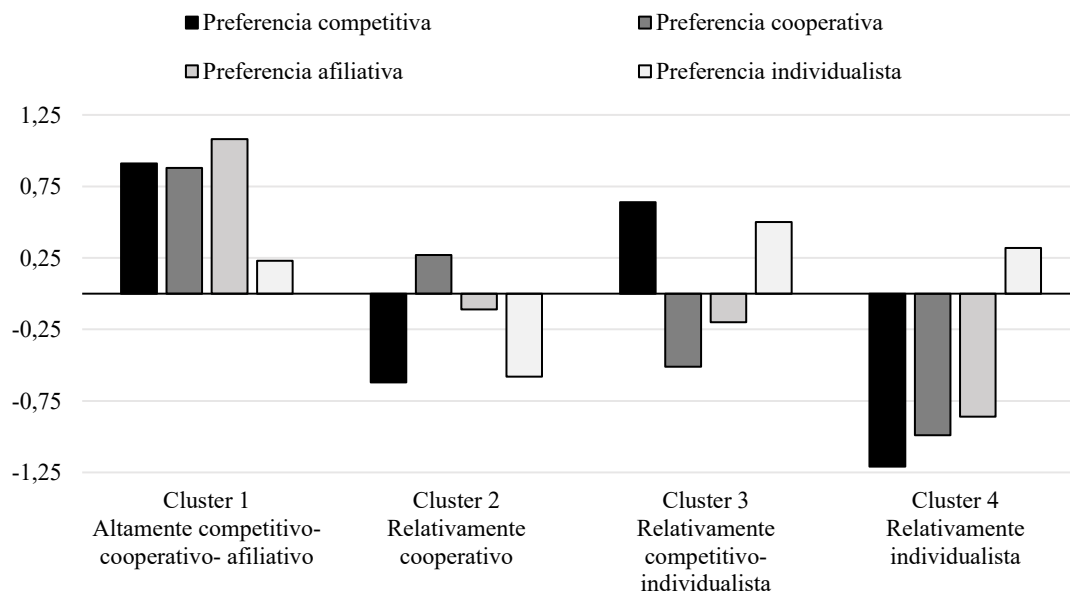 Preferencia competitiva
Preferencia cooperativa
Preferencia afiliativa
Preferencia individualista
1,25
0,75
0,25
-0,25
-0,75
-1,25
Cluster 1
Altamente competitivo-
cooperativo- afiliativo
Cluster 2
Relativamente
cooperativo
Cluster 3
Relativamente
competitivo-
individualista
Cluster 4
Relativamente
individualista